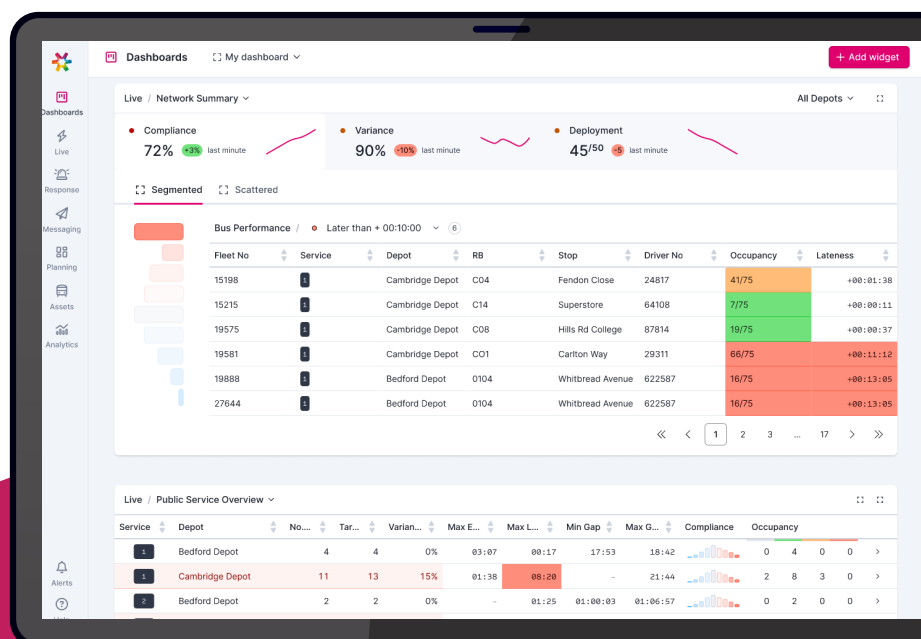 Dashboards
My dashboard
+ Add widget
Dashboards
Live
Response
Messaging
Planning
Assets
Analytics
Alerts
Live / Network Summary
All Depots
Compliance
72% +3% last minute
Variance
90% -10% last minute
Deployment
45/50 -5 last minute
Segmented
Scattered
Bus Performance / Later than + 00:10:00 6
Fleet No Service Depot RB Stop Driver No Occupancy Lateness
15198 1 Cambridge Depot C04 Fendon Close 24817 41/75 +00:01:38
15215 1 Cambridge Depot C14 Superstore 64108 7/75 +00:00:11
19575 1 Cambridge Depot C08 Hills Rd College 87814 19/75 +00:00:37
19581 1 Cambridge Depot CO1 Carlton Way 29311 66/75 +00:11:12
19888 1 Bedford Depot 0104 Whitbread Avenue 622587 16/75 +00:13:05
27644 1 Bedford Depot 0104 Whitbread Avenue 622587 16/75 +00:13:05
1 2 3 ... 17
Live / Public Service Overview
Service Depot No... Tar... Varian... Max E... Max L... Min Gap Max G... Compliance Occupancy
1 Bedford Depot 4 4 0% 03:07 00:17 17:53 18:42 0 4 0 0
1 Cambridge Depot 11 13 15% 01:38 08:20 – 21:44 2 8 3 0
2 Bedford Depot 2 2 0% – 01:25 01:00:03 01:06:57 0 2 0 0